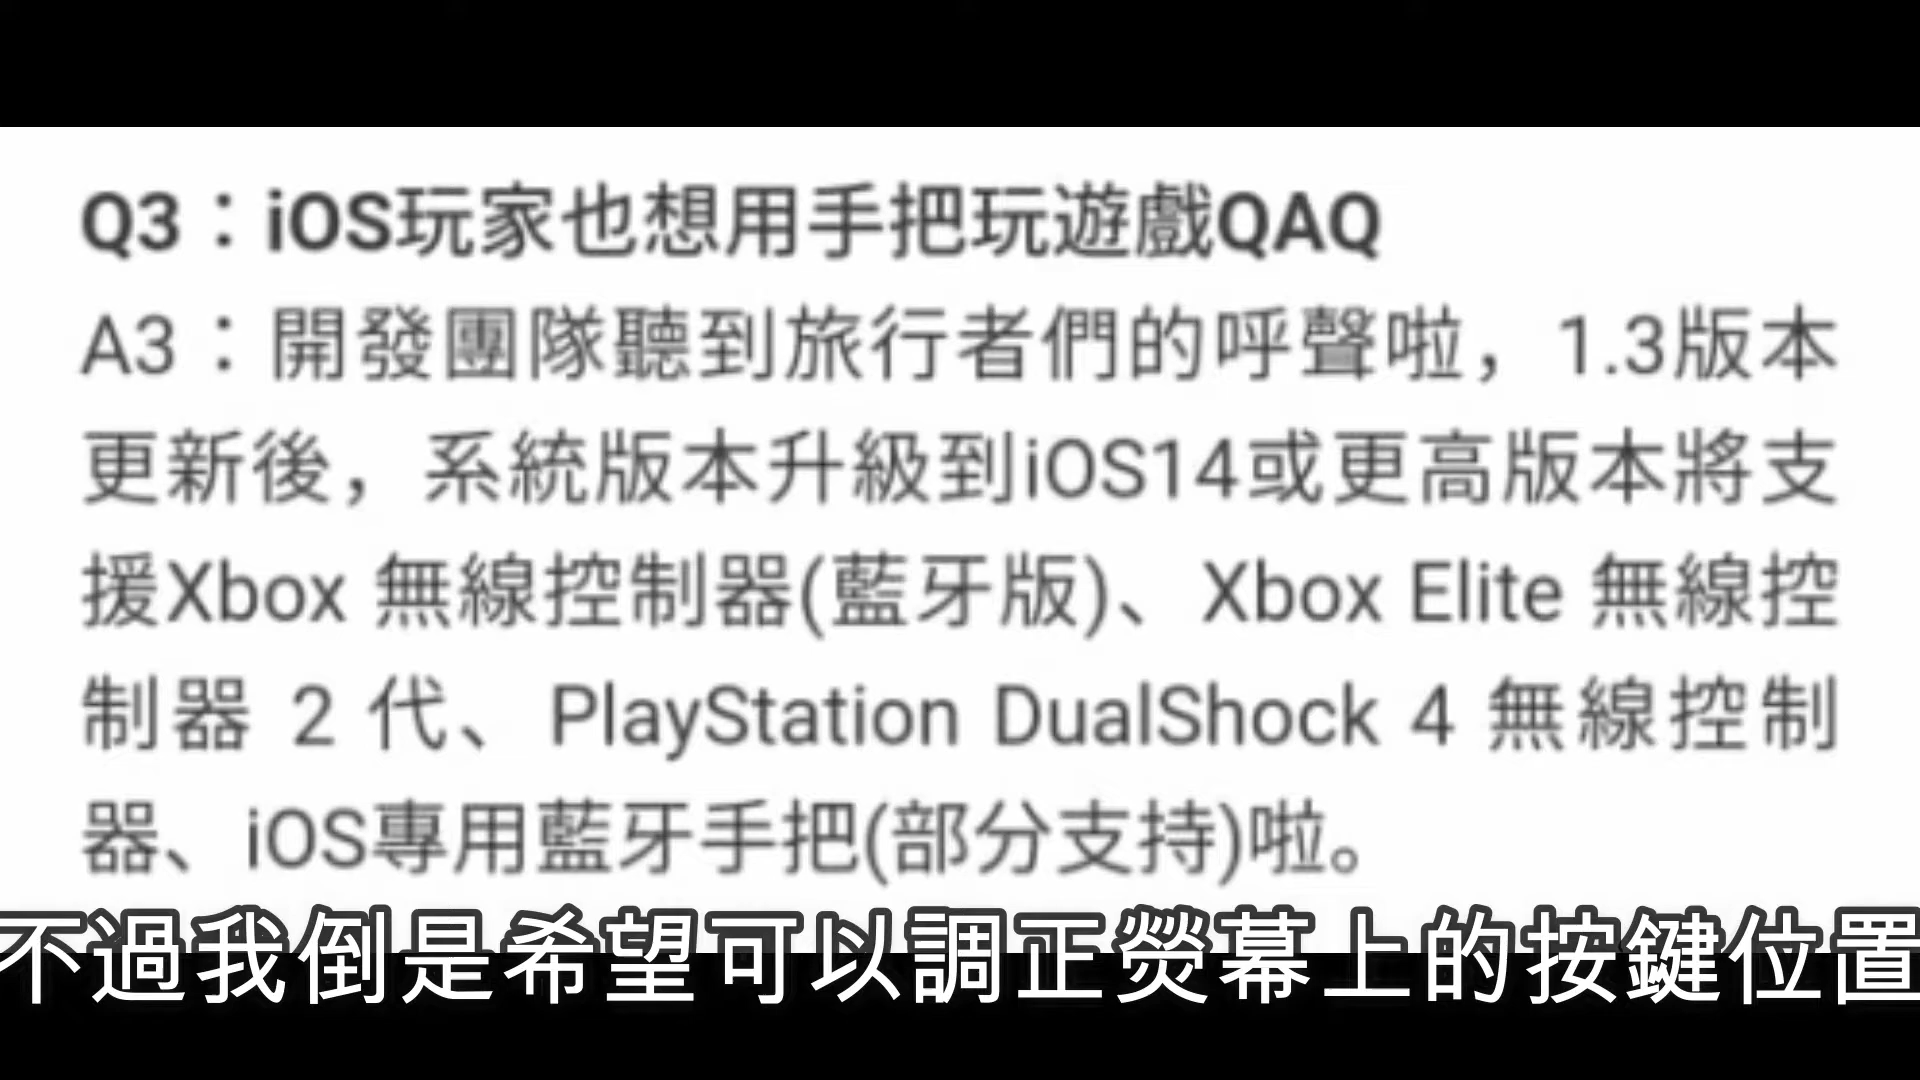 Q3：iOS玩家也想用手把玩遊戲QAQ
A3：開發團隊聽到旅行者們的呼聲啦，1.3版本
更新後，系統版本升級到iOS14或更高版本將支
援Xbox 無線控制器(藍牙版)、Xbox Elite 無線控
制器 2 代、PlayStation DualShock 4 無線控制
器、iOS專用藍牙手把(部分支持)啦。
不過我倒是希望可以調正熒幕上的按鍵位置